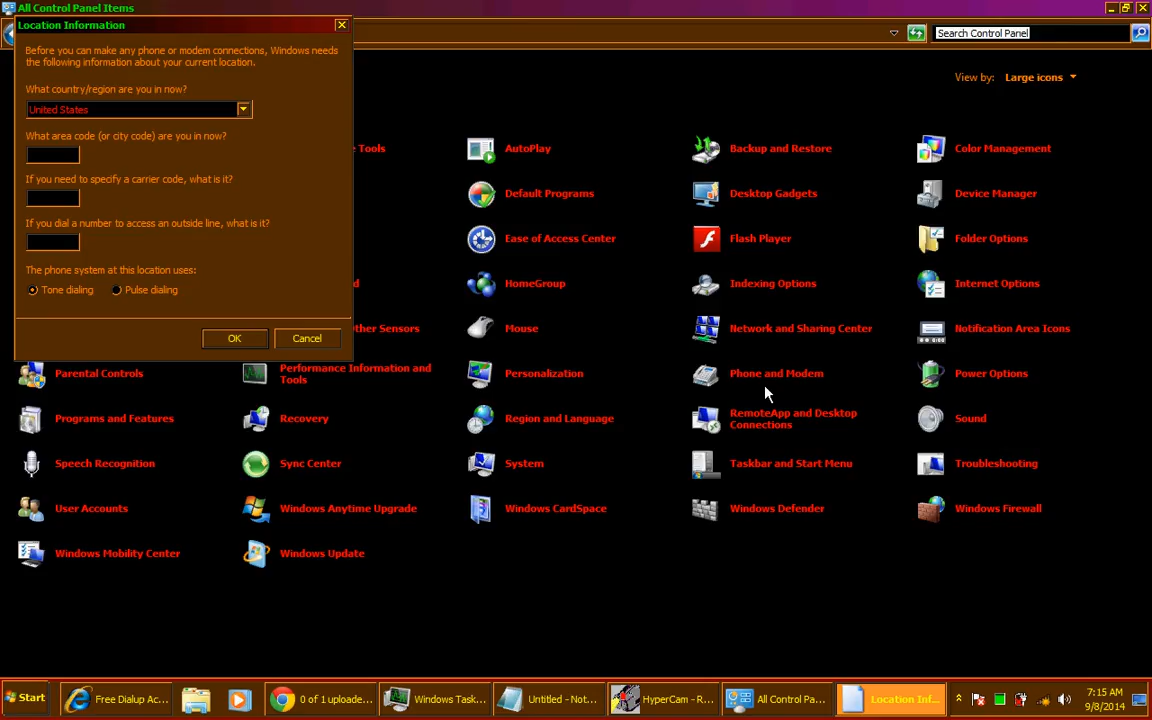 All Control Panel Items
Location Information
Before you can make any phone or modem connections, Windows needs
the following information about your current location.
What country/region are you in now?
United States
What area code (or city code) are you in now?
If you need to specify a carrier code, what is it?
If you dial a number to access an outside line, what is it?
The phone system at this location uses:
Tone dialing
Pulse dialing
OK
Cancel
Search Control Panel
View by: Large icons
e Tools
AutoPlay
Backup and Restore
Color Management
Default Programs
Desktop Gadgets
Device Manager
Ease of Access Center
Flash Player
Folder Options
d
HomeGroup
Indexing Options
Internet Options
ther Sensors
Mouse
Network and Sharing Center
Notification Area Icons
Parental Controls
Performance Information and
Tools
Personalization
Phone and Modem
Power Options
Programs and Features
Recovery
Region and Language
RemoteApp and Desktop
Connections
Sound
Speech Recognition
Sync Center
System
Taskbar and Start Menu
Troubleshooting
User Accounts
Windows Anytime Upgrade
Windows CardSpace
Windows Defender
Windows Firewall
Windows Mobility Center
Windows Update
Start
Free Dialup Ac...
0 of 1 uploade...
Windows Task...
Untitled - Not...
HyperCam - R...
All Control Pa...
Location Inf...
7:15 AM
9/8/2014